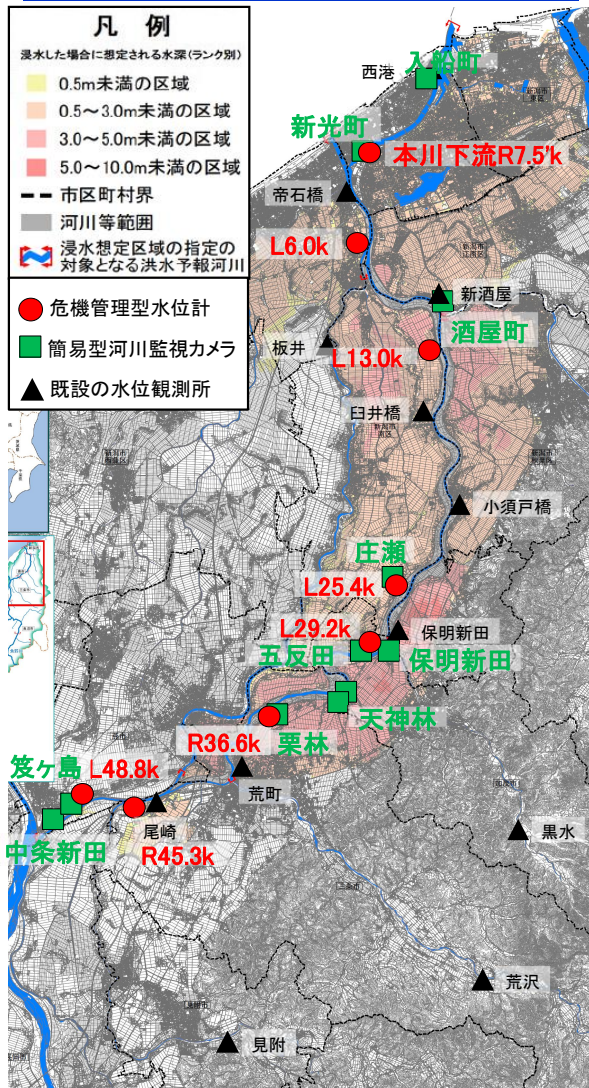 凡 例
浸水した場合に想定される水深(ランク別)
0.5m未満の区域
0.5～3.0m未満の区域
3.0～5.0m未満の区域
5.0～10.0m未満の区域
市区町村界
河川等範囲
浸水想定区域の指定の
対象となる洪水予報河川
危機管理型水位計
簡易型河川監視カメラ
既設の水位観測所
西港
入船町
新光町
本川下流R7.5'k
帝石橋
L6.0k
新酒屋
酒屋町
板井
L13.0k
臼井橋
小須戸橋
庄瀬
L25.4k
L29.2k
保明新田
五反田
保明新田
天神林
栗林
R36.6k
笈ヶ島
L48.8k
荒町
尾崎
中条新田
R45.3k
黒水
三条市
荒沢
見附